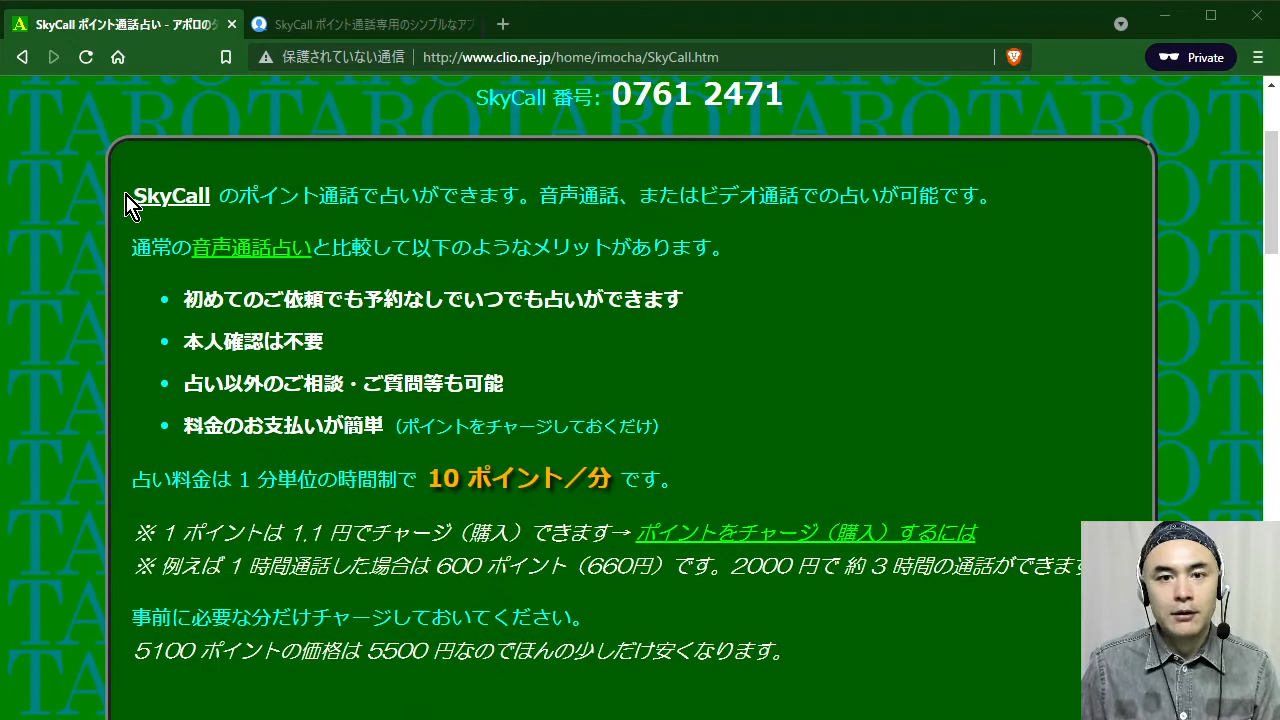 SkyCall ポイント通話占い - アポロのタ
SkyCall ポイント通話専用のシンプルなアプ
保護されていない通信 http://www.clio.ne.jp/home/imocha/SkyCall.htm
Private
SkyCall 番号: 0761 2471
SkyCall のポイント通話で占いができます。音声通話、またはビデオ通話での占いが可能です。
通常の音声通話占いと比較して以下のようなメリットがあります。
• 初めてのご依頼でも予約なしでいつでも占いができます
• 本人確認は不要
• 占い以外のご相談・ご質問等も可能
• 料金のお支払いが簡単（ポイントをチャージしておくだけ）
占い料金は 1 分単位の時間制で 10 ポイント／分 です。
※ 1 ポイントは 1.1 円でチャージ（購入）できます→ ポイントをチャージ（購入）するには
※ 例えば 1 時間通話した場合は 600 ポイント（660円）です。2000 円で 約 3 時間の通話ができます
事前に必要な分だけチャージしておいてください。
5100 ポイントの価格は 5500 円なのでほんの少しだけ安くなります。